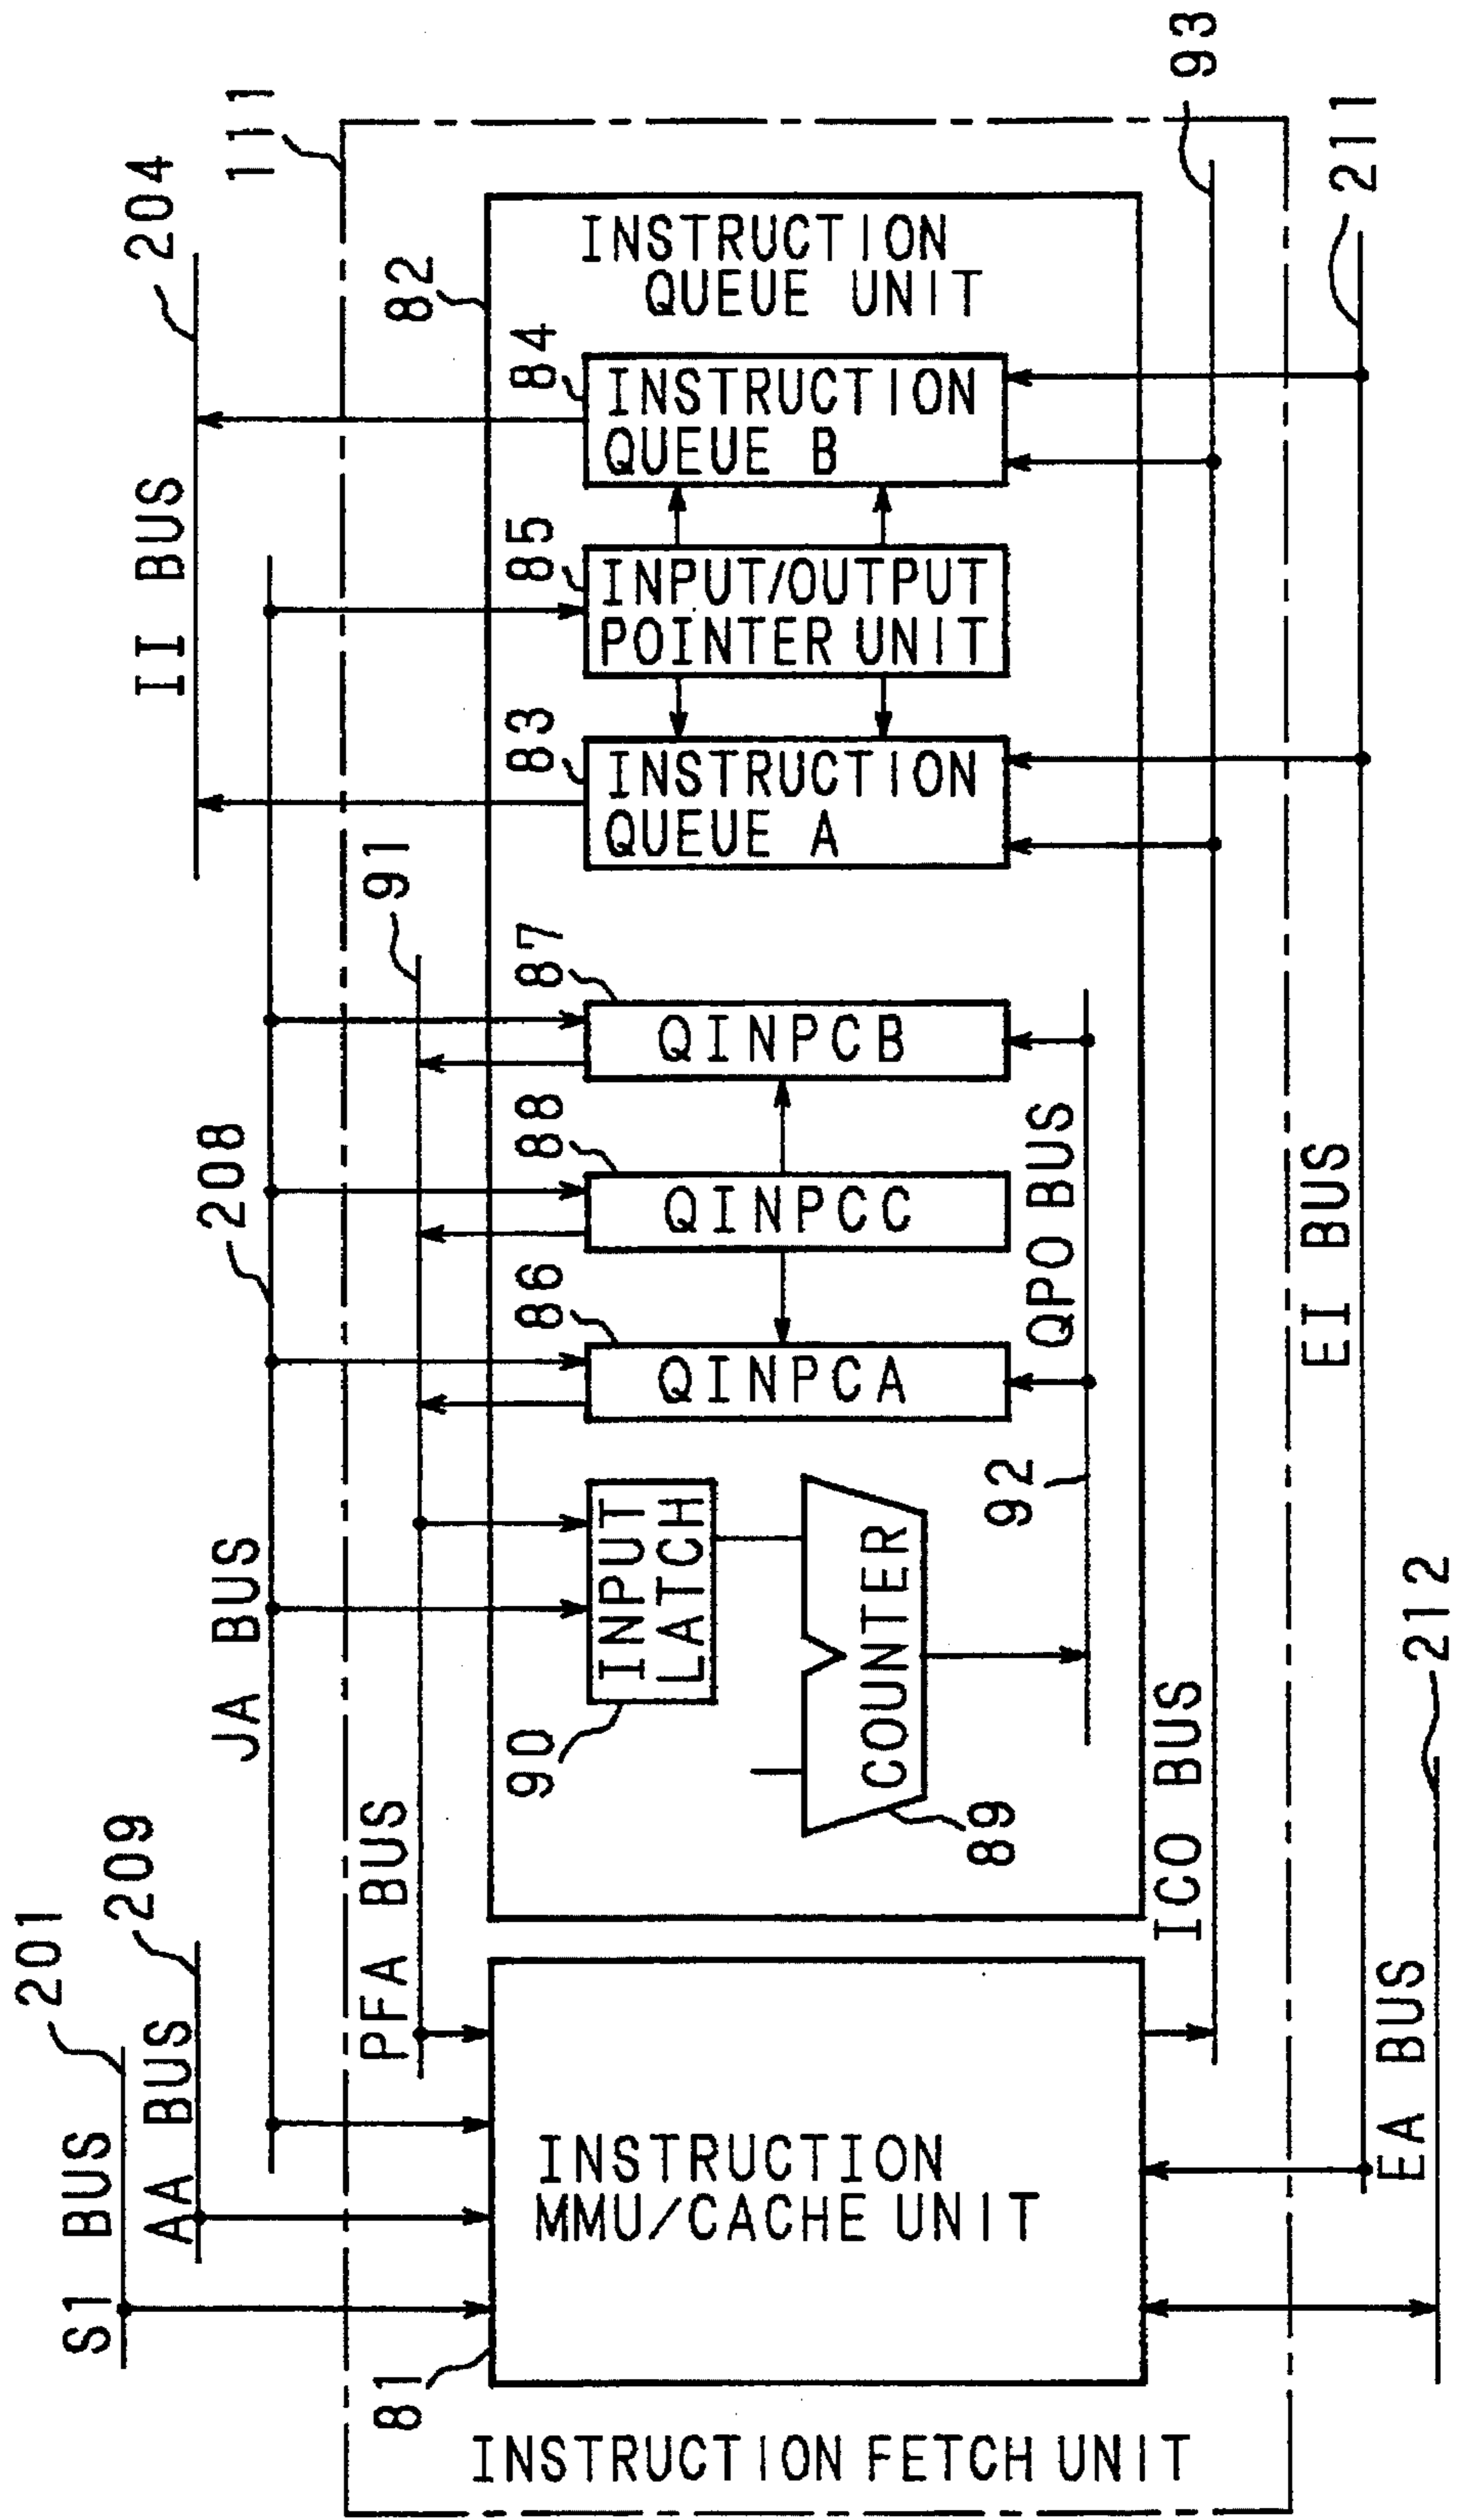 S1 BUS
201
AA BUS
209
JA BUS
208
II BUS
204
111
PFA BUS
91
82
81
INSTRUCTION
MMU/CACHE UNIT
INSTRUCTION FETCH UNIT
90
INPUT
LATCH
COUNTER
89
86
QINPCA
88
QINPCC
87
QINPCB
92
QPO BUS
83
INSTRUCTION
QUEUE A
85
INPUT/OUTPUT
POINTER UNIT
84
INSTRUCTION
QUEUE B
INSTRUCTION
QUEUE UNIT
ICO BUS
93
EI BUS
211
EA BUS
212